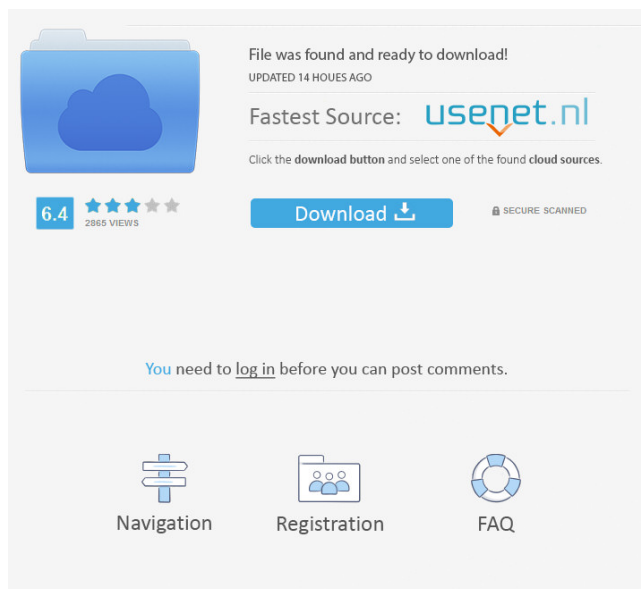 File was found and ready to download!
UPDATED 14 HOUES AGO
Fastest Source: usenet.nl
Click the download button and select one of the found cloud sources.
6.4
2865 VIEWS
Download
SECURE SCANNED
You need to log in before you can post comments.
Navigation
Registration
FAQ